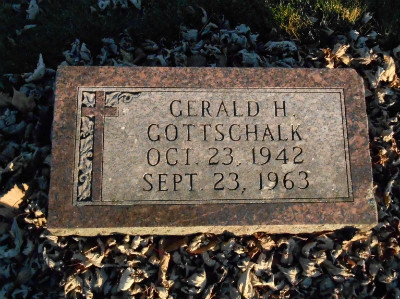 GERALD H.
GOTTSCHALK
OCT. 23, 1942
SEPT. 23, 1963